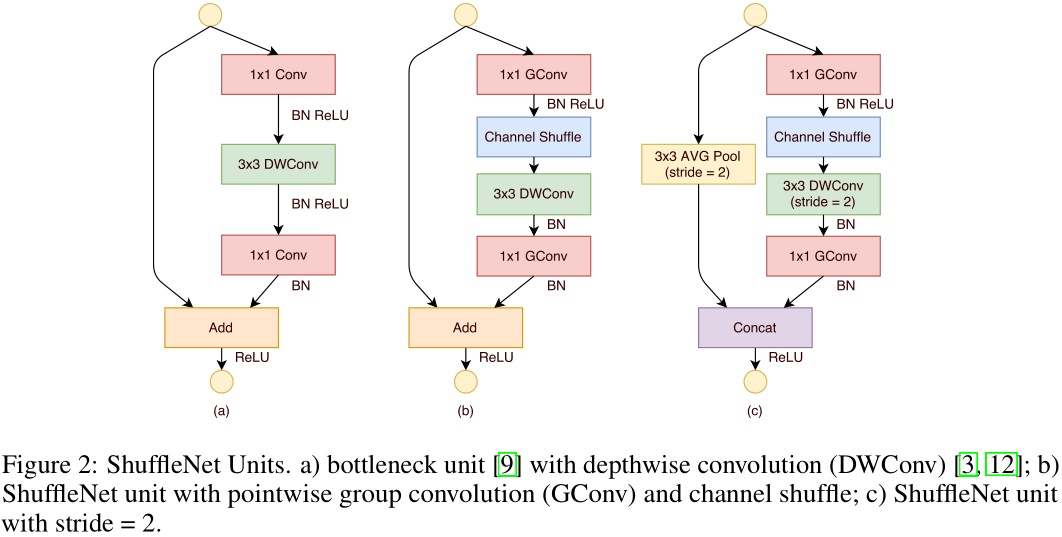 1x1 Conv
BN ReLU
3x3 DWConv
BN ReLU
1x1 Conv
BN
Add
ReLU
(a)
1x1 GConv
BN ReLU
Channel Shuffle
3x3 DWConv
BN
1x1 GConv
BN
Add
ReLU
(b)
3x3 AVG Pool
(stride = 2)
1x1 GConv
BN ReLU
Channel Shuffle
3x3 DWConv
(stride = 2)
BN
1x1 GConv
BN
Concat
ReLU
(c)
Figure 2: ShuffleNet Units. a) bottleneck unit [9] with depthwise convolution (DWConv) [3, 12]; b)
ShuffleNet unit with pointwise group convolution (GConv) and channel shuffle; c) ShuffleNet unit
with stride = 2.